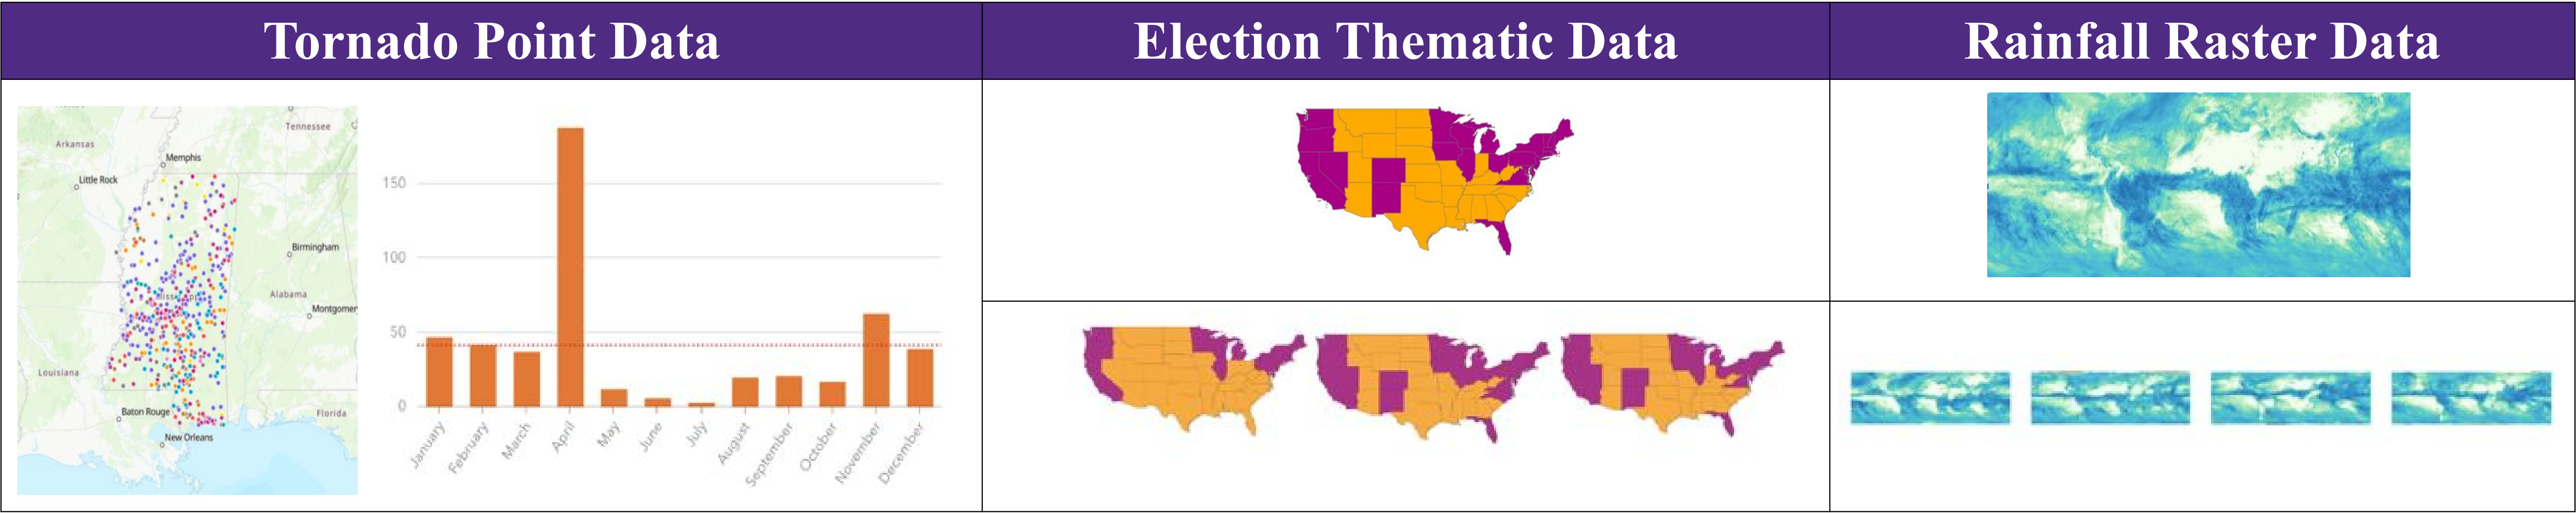 Tornado Point Data
Election Thematic Data
Rainfall Raster Data
Tennessee
Arkansas
Memphis
Little Rock
Birmingham
Alabama
Montgomer
Louisiana
Baton Rouge
Florida
New Orleans
150
100
50
0
January
February
March
April
May
June
July
August
September
October
November
December